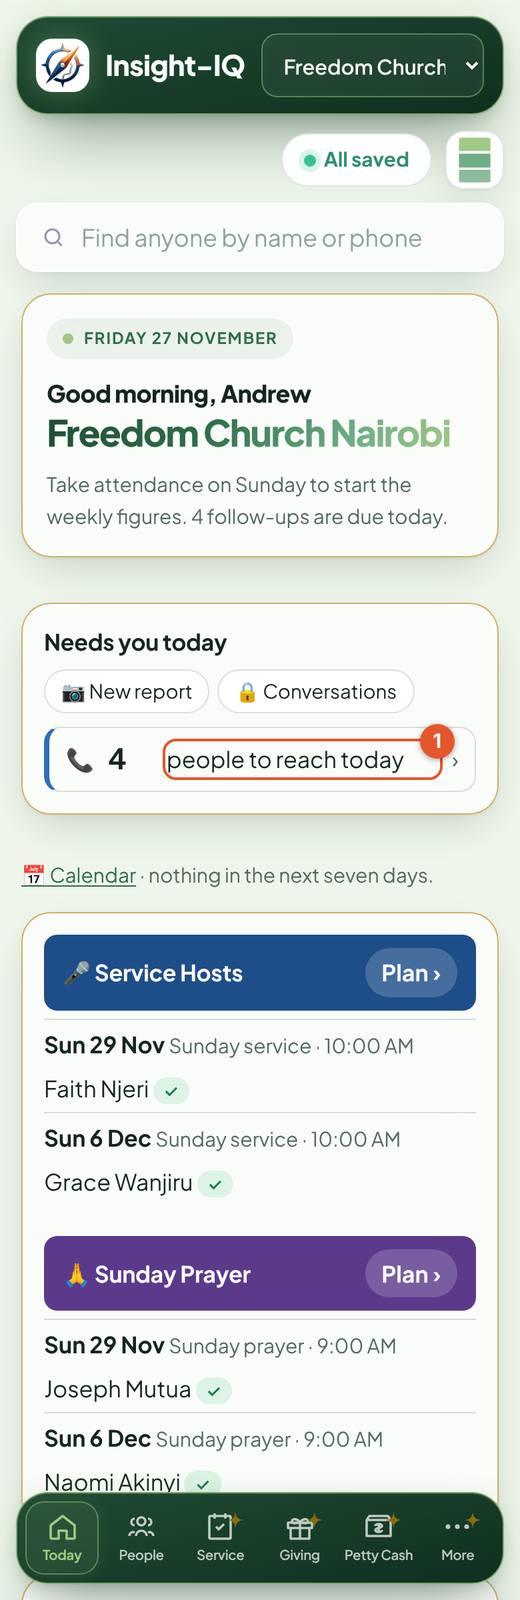 Insight-IQ
Freedom Church
All saved
Find anyone by name or phone
FRIDAY 27 NOVEMBER
Good morning, Andrew
Freedom Church Nairobi
Take attendance on Sunday to start the
weekly figures. 4 follow-ups are due today.
Needs you today
New report
Conversations
4 people to reach today ›
1
Calendar · nothing in the next seven days.
Service Hosts
Plan ›
Sun 29 Nov Sunday service · 10:00 AM
Faith Njeri ✓
Sun 6 Dec Sunday service · 10:00 AM
Grace Wanjiru ✓
Sunday Prayer
Plan ›
Sun 29 Nov Sunday prayer · 9:00 AM
Joseph Mutua ✓
Sun 6 Dec Sunday prayer · 9:00 AM
Naomi Akinyi ✓
Today
People
Service
Giving
Petty Cash
More